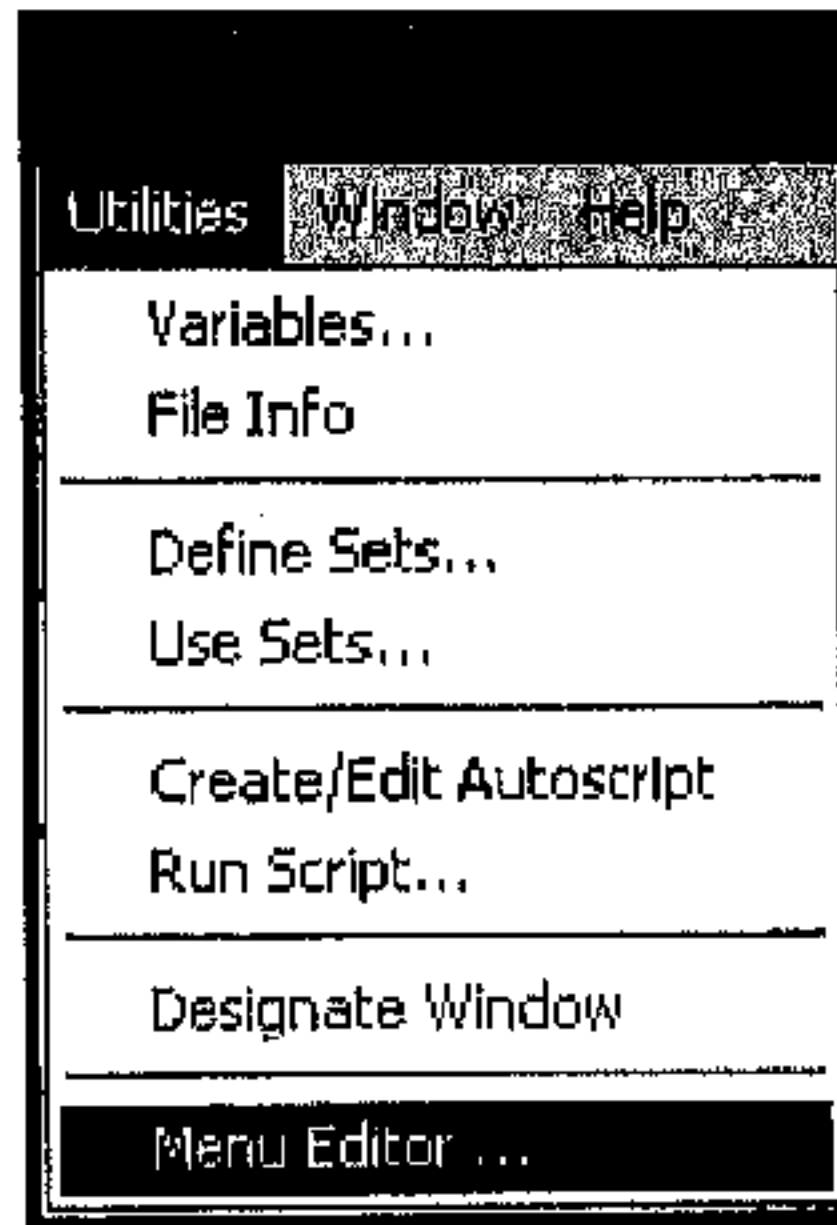 Utilities Window Help
Variables...
File Info
Define Sets...
Use Sets...
Create/Edit Autoscript
Run Script...
Designate Window
Menu Editor ...